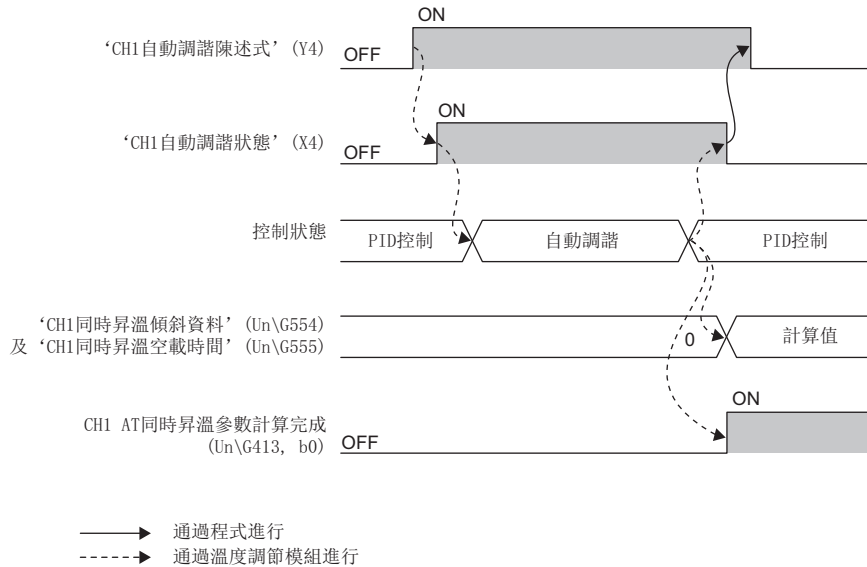 ON
‘CH1自動調諧陳述式’ (Y4)
OFF
ON
‘CH1自動調諧狀態’ (X4)
OFF
控制狀態
PID控制
自動調諧
PID控制
‘CH1同時昇溫傾斜資料’ (Un\G554)
及 ‘CH1同時昇溫空載時間’ (Un\G555)
0
計算值
ON
CH1 AT同時昇溫參數計算完成
(Un\G413, b0)
OFF
通過程式進行
通過溫度調節模組進行